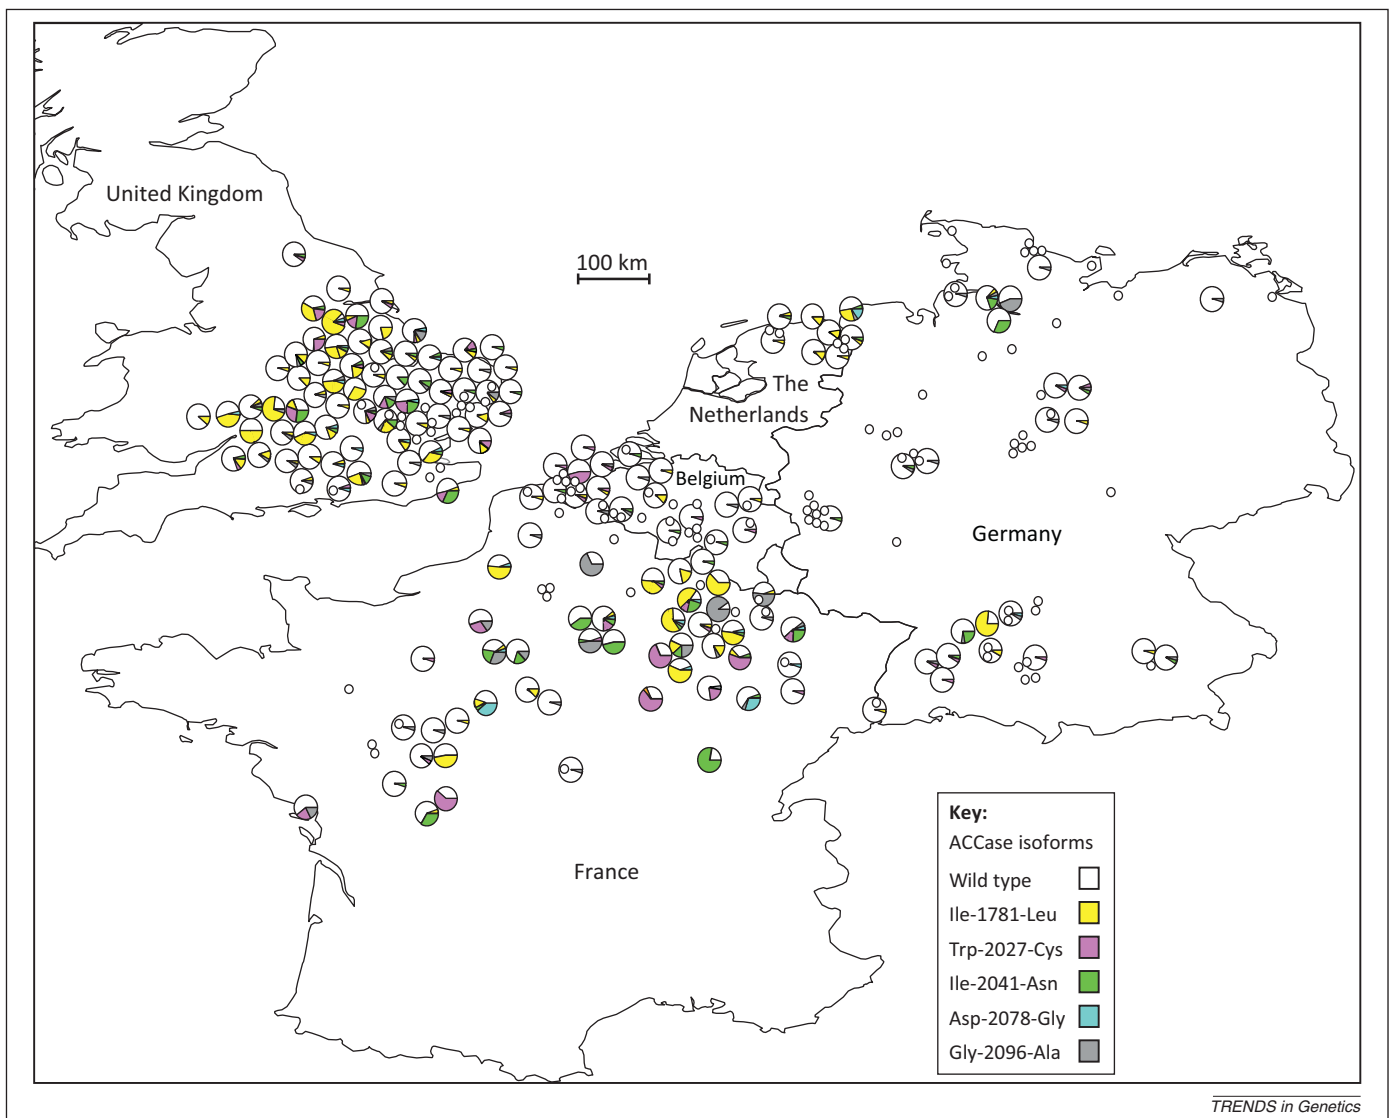 United Kingdom
100 km
The
Netherlands
Belgium
Germany
France
Key:
ACCase isoforms
Wild type
Ile-1781-Leu
Trp-2027-Cys
Ile-2041-Asn
Asp-2078-Gly
Gly-2096-Ala
TRENDS in Genetics